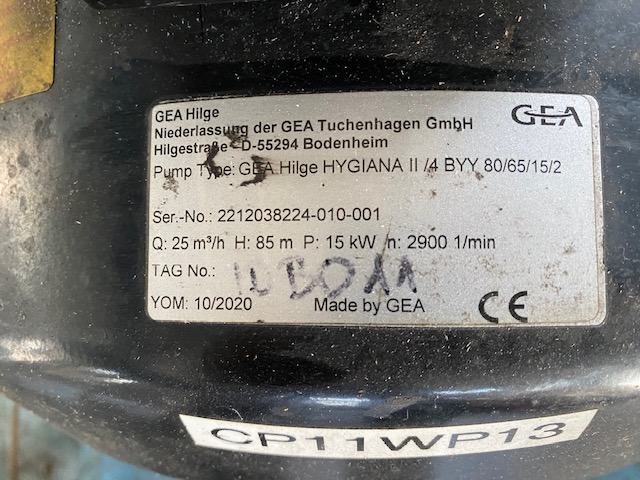 GEA Hilge
Niederlassung der GEA Tuchenhagen GmbH
Hilgestraße - D-55294 Bodenheim
GEA
Pump Type: GEA Hilge HYGIANA II /4 BYY 80/65/15/2
Ser.-No.: 2212038224-010-001
Q: 25 m³/h H: 85 m P: 15 kW n: 2900 1/min
TAG No.:
YOM: 10/2020 Made by GEA CE
CP11WP13